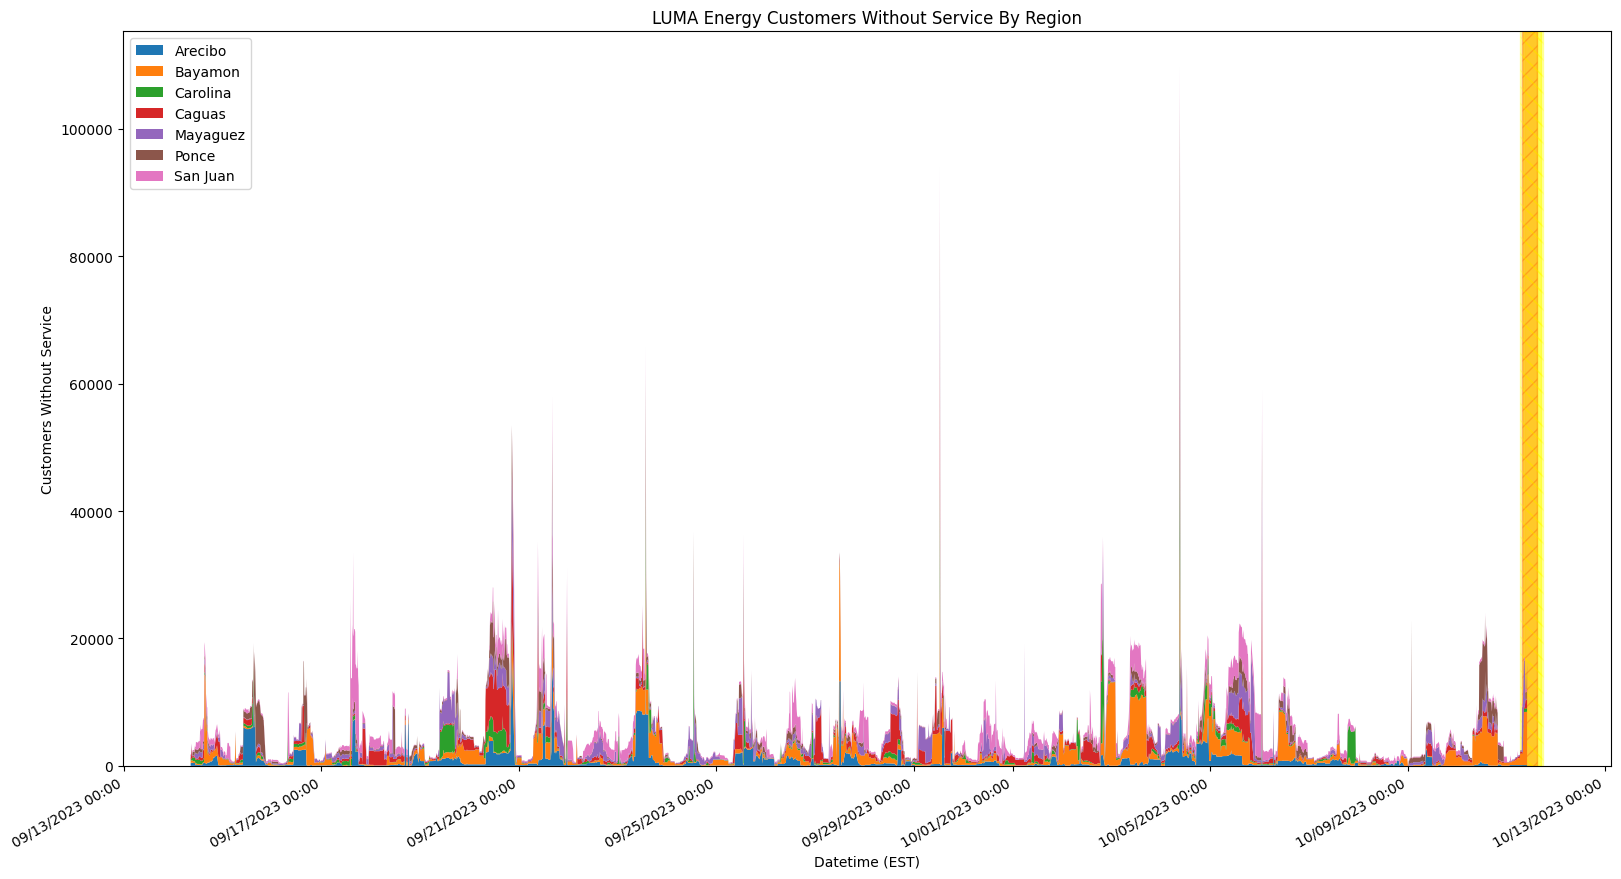 LUMA Energy Customers Without Service By Region
Arecibo
Bayamon
Carolina
Caguas
Mayaguez
Ponce
San Juan
100000
80000
60000
40000
20000
0
Customers Without Service
09/13/2023 00:00
09/17/2023 00:00
09/21/2023 00:00
09/25/2023 00:00
09/29/2023 00:00
10/01/2023 00:00
10/05/2023 00:00
10/09/2023 00:00
10/13/2023 00:00
Datetime (EST)